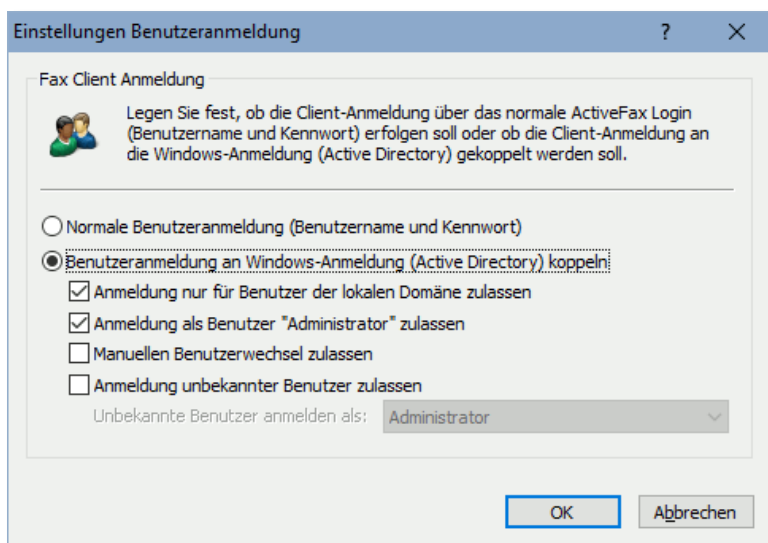 Einstellungen Benutzeranmeldung
?
Fax Client Anmeldung
Legen Sie fest, ob die Client-Anmeldung über das normale ActiveFax Login
(Benutzername und Kennwort) erfolgen soll oder ob die Client-Anmeldung an
die Windows-Anmeldung (Active Directory) gekoppelt werden soll.
Normale Benutzeranmeldung (Benutzername und Kennwort)
Benutzeranmeldung an Windows-Anmeldung (Active Directory) koppeln
Anmeldung nur für Benutzer der lokalen Domäne zulassen
Anmeldung als Benutzer "Administrator" zulassen
Manuellen Benutzerwechsel zulassen
Anmeldung unbekannter Benutzer zulassen
Unbekannte Benutzer anmelden als: Administrator
OK Abbrechen